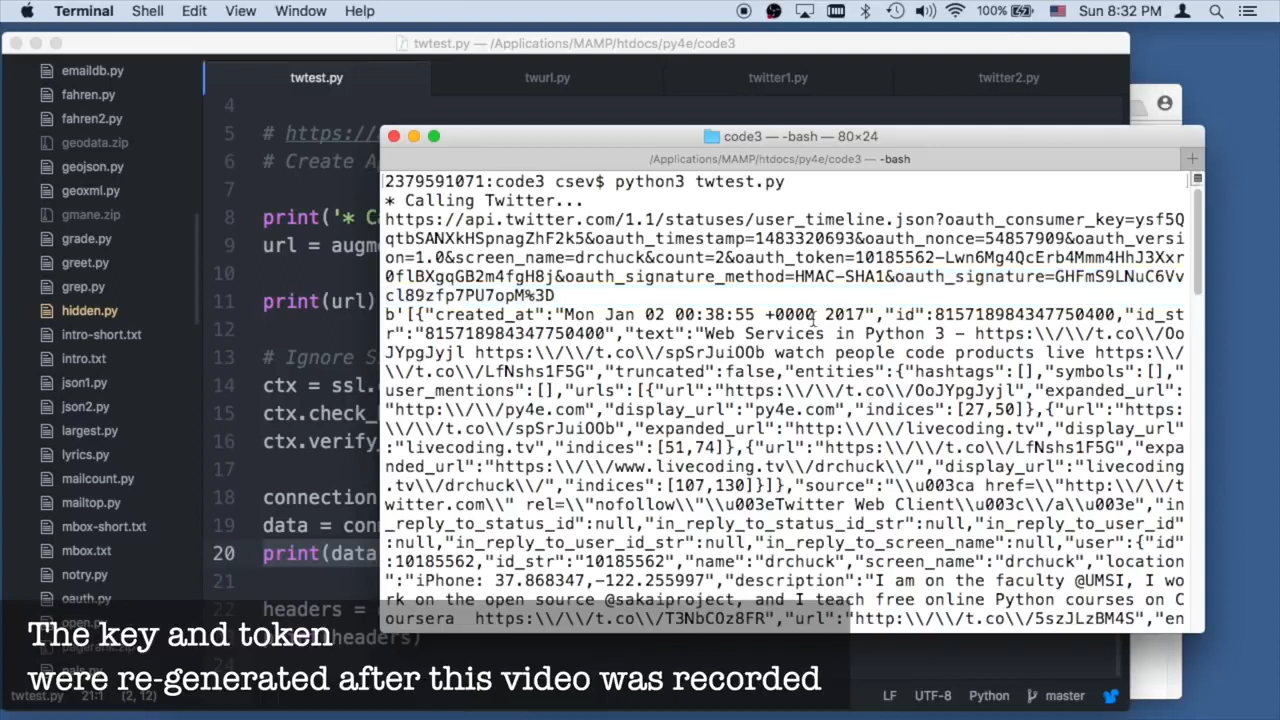 Terminal Shell Edit View Window Help 100% Sun 8:32 PM
twtest.py — /Applications/MAMP/htdocs/py4e/code3
twtest.py twurl.py twitter1.py twitter2.py
emaildb.py
fahren.py
fahren2.py
geodata.zip
geojson.py
geoxml.py
gmane.zip
grade.py
greet.py
grep.py
hidden.py
intro-short.txt
intro.txt
json1.py
json2.py
largest.py
lyrics.py
mailcount.py
mailtop.py
mbox-short.txt
mbox.txt
notry.py
oauth.py
open.py
pagerank.zip
pals.py
4
5 # https://
6 # Create A
7
8 print('* C
9 url = augm
10
11 print(url)
12
13 # Ignore S
14 ctx = ssl.
15 ctx.check_
16 ctx.verify_
17
18 connection
19 data = con
20 print(data
21
22 headers =
headers)
24
code3 — -bash — 80×24
/Applications/MAMP/htdocs/py4e/code3 — -bash
2379591071:code3 csev$ python3 twtest.py
* Calling Twitter...
https://api.twitter.com/1.1/statuses/user_timeline.json?oauth_consumer_key=ysf5Q
qtbSANXkHSpnagZhF2k5&oauth_timestamp=1483320693&oauth_nonce=54857909&oauth_versi
on=1.0&screen_name=drchuck&count=2&oauth_token=10185562-Lwn6Mg4QcErb4Mmm4HhJ3Xxr
0flBXgqGB2m4fgH8j&oauth_signature_method=HMAC-SHA1&oauth_signature=GHFmS9LNuC6Vv
cl89zfp7PU7opM%3D
b'[{"created_at":"Mon Jan 02 00:38:55 +0000 2017","id":815718984347750400,"id_st
r":"815718984347750400","text":"Web Services in Python 3 - https:\\/\\/t.co\\/Oo
JYpgJyjl https:\\/\\/t.co\\/spSrJuiOOb watch people code products live https:\\/
\\/t.co\\/LfNshs1F5G","truncated":false,"entities":{"hashtags":[],"symbols":[],"
user_mentions":[],"urls":[{"url":"https:\\/\\/t.co\\/OoJYpgJyjl","expanded_url":
"http:\\/\\/py4e.com","display_url":"py4e.com","indices":[27,50]},{"url":"https:
\\/\\/t.co\\/spSrJuiOOb","expanded_url":"http:\\/\\/livecoding.tv","display_url"
:"livecoding.tv","indices":[51,74]},{"url":"https:\\/\\/t.co\\/LfNshs1F5G","expa
nded_url":"https:\\/\\/www.livecoding.tv\\/drchuck\\/","display_url":"livecoding
.tv\\/drchuck\\/","indices":[107,130]}]},"source":"\\u003ca href=\\"http:\\/\\/t
witter.com\\" rel=\\"nofollow\\"\\u003eTwitter Web Client\\u003c\\/a\\u003e","in
_reply_to_status_id":null,"in_reply_to_status_id_str":null,"in_reply_to_user_id"
:null,"in_reply_to_user_id_str":null,"in_reply_to_screen_name":null,"user":{"id"
:10185562,"id_str":"10185562","name":"drchuck","screen_name":"drchuck","location
":"iPhone: 37.868347,-122.255997","description":"I am on the faculty @UMSI, I wo
rk on the open source @sakaiproject, and I teach free online Python courses on C
oursera  https:\\/\\/t.co\\/T3NbCOz8FR","url":"http:\\/\\/t.co\\/5szJLzBM4S","en
The key and token
were re-generated after this video was recorded
twtest.py 21:1 (2, 12) LF UTF-8 Python master